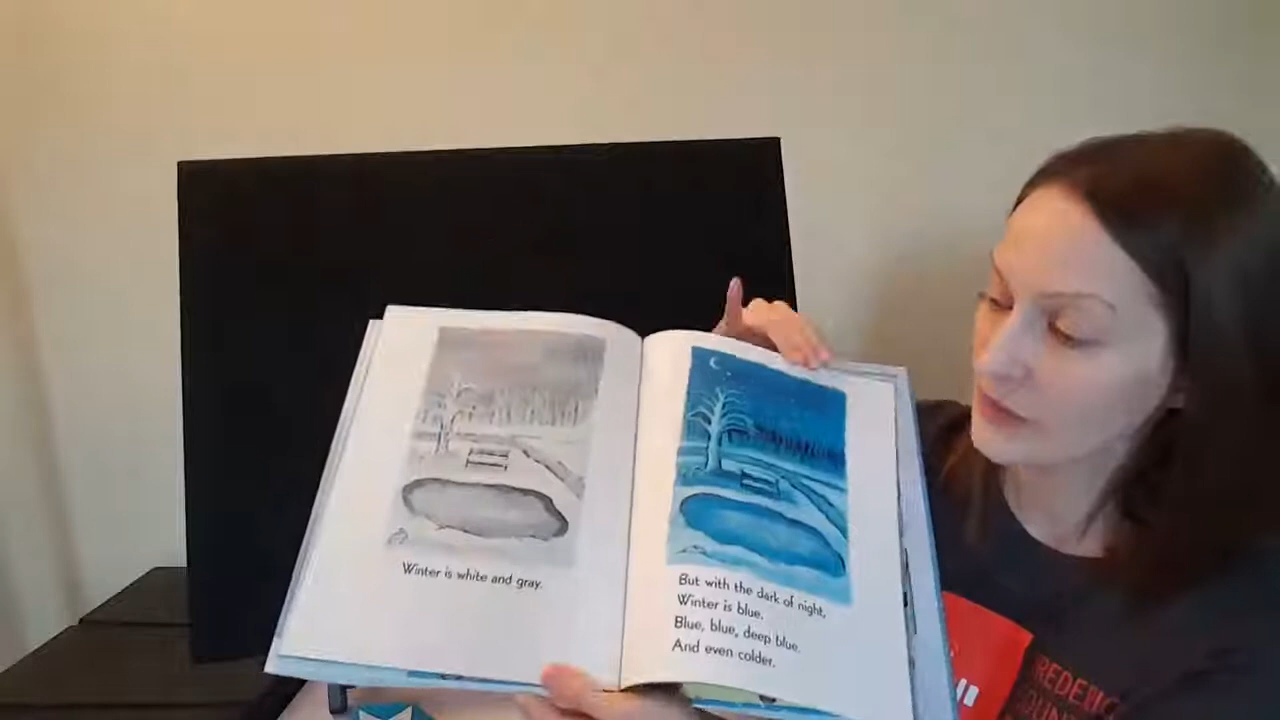 Winter is white and gray.
But with the dark of night,
Winter is blue.
Blue, blue, deep blue.
And even colder.